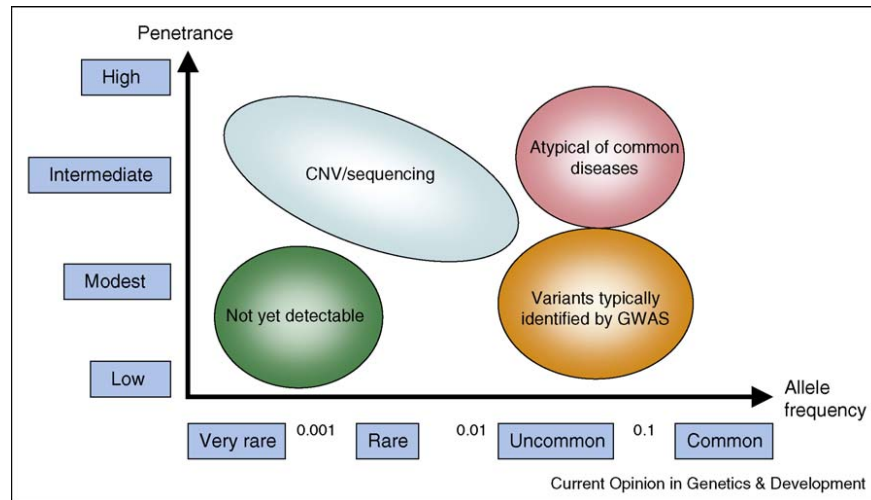 Penetrance
High
Intermediate
Modest
Low
CNV/sequencing
Atypical of common
diseases
Not yet detectable
Variants typically
identified by GWAS
Allele
frequency
Very rare
0.001
Rare
0.01
Uncommon
0.1
Common
Current Opinion in Genetics & Development